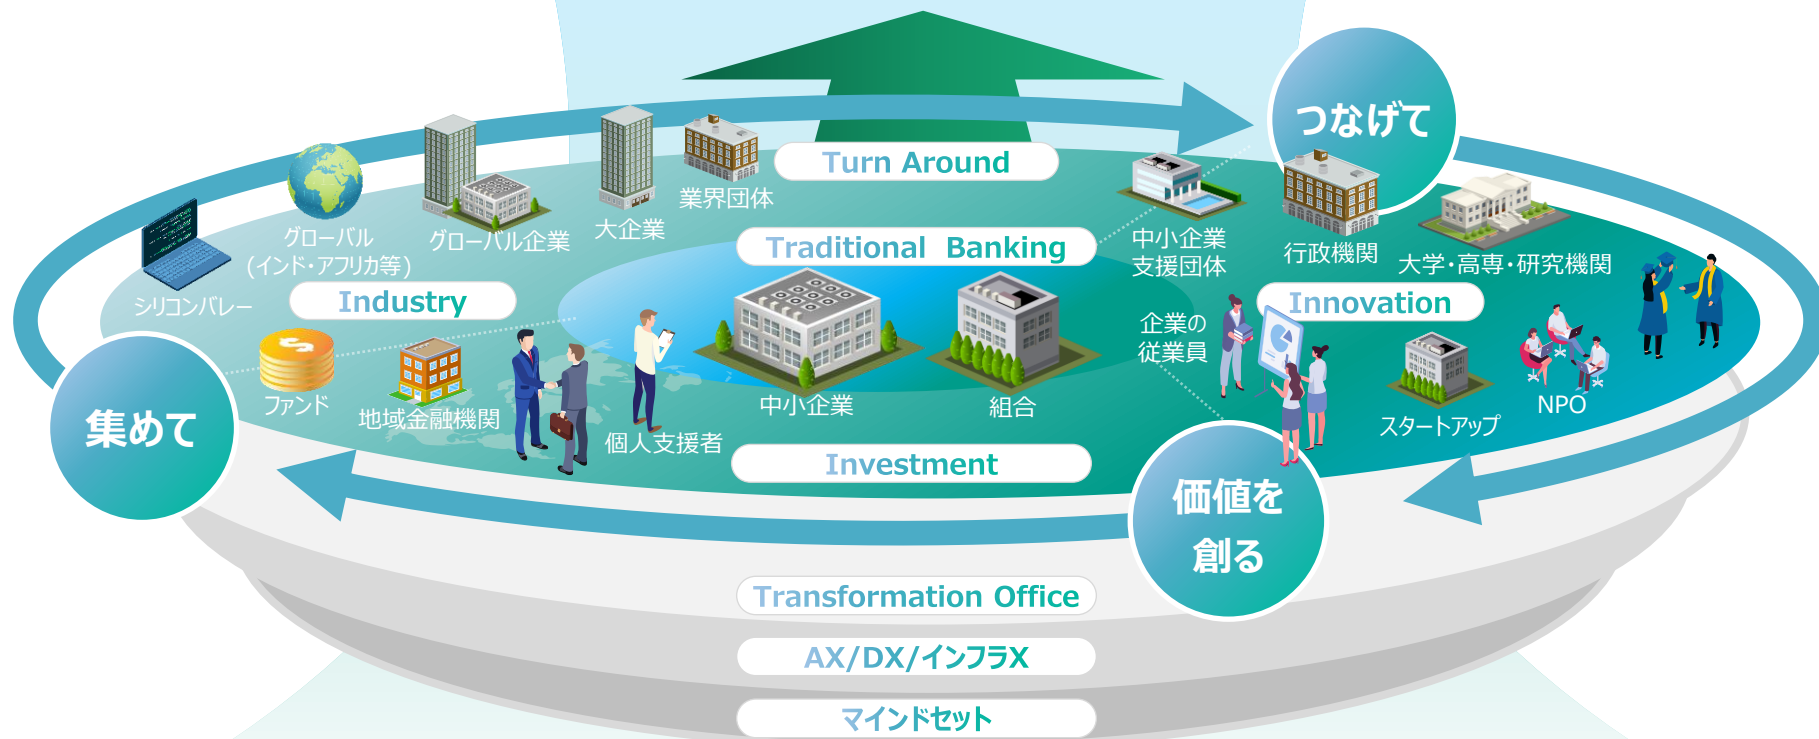 つなげて
Turn Around
業界団体
大企業
グローバル企業
グローバル
(インド・アフリカ等)
シリコンバレー
Traditional Banking
中小企業
支援団体
行政機関
大学・高専・研究機関
Industry
Innovation
企業の
従業員
集めて
ファンド
地域金融機関
個人支援者
中小企業
組合
スタートアップ
NPO
Investment
価値を
創る
Transformation Office
AX/DX/インフラX
マインドセット